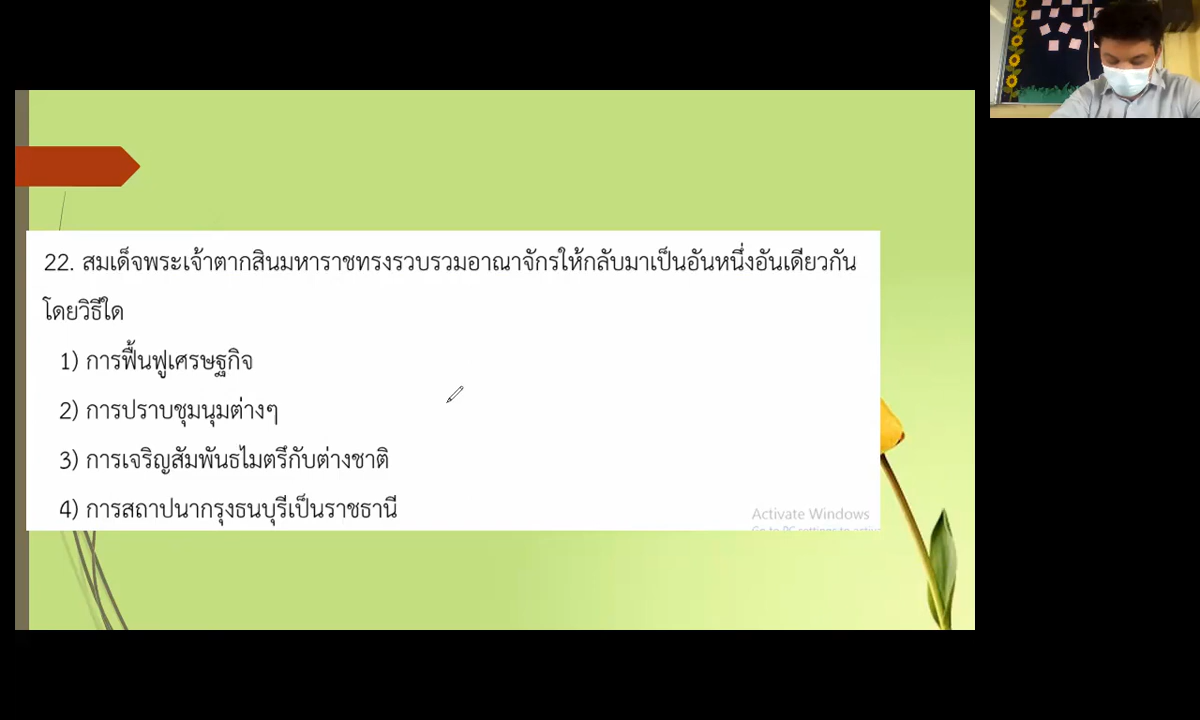 22. สมเด็จพระเจ้าตากสินมหาราชทรงรวบรวมอาณาจักรให้กลับมาเป็นอันหนึ่งอันเดียวกัน
โดยวิธีใด
1) การฟื้นฟูเศรษฐกิจ
2) การปราบชุมนุมต่างๆ
3) การเจริญสัมพันธไมตรีกับต่างชาติ
4) การสถาปนากรุงธนบุรีเป็นราชธานี
Activate Windows
Go to PC settings to